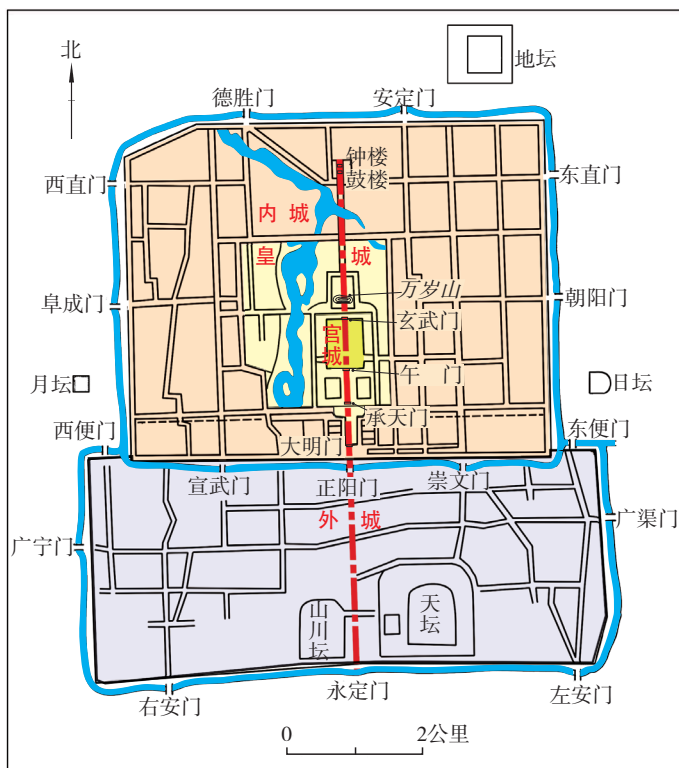 北
地坛
德胜门
安定门
钟楼
鼓楼
西直门
东直门
内城
皇
城
万岁山
阜成门
朝阳门
玄武门
宫城
午 门
月坛
日坛
承天门
西便门
大明门
东便门
宣武门
正阳门
崇文门
外城
广渠门
广宁门
山川坛
天坛
右安门
永定门
左安门
0 2公里